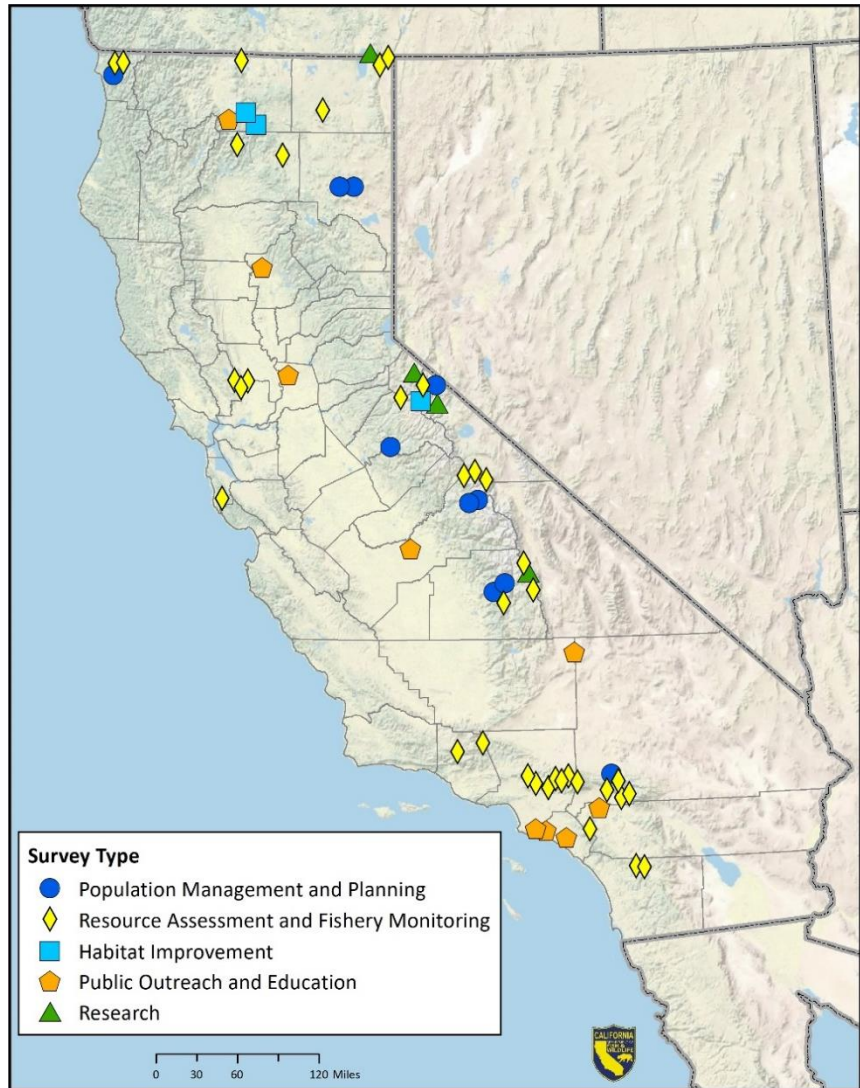 Survey Type
Population Management and Planning
Resource Assessment and Fishery Monitoring
Habitat Improvement
Public Outreach and Education
Research
0 30 60 120 Miles
CALIFORNIA
WILDLIFE